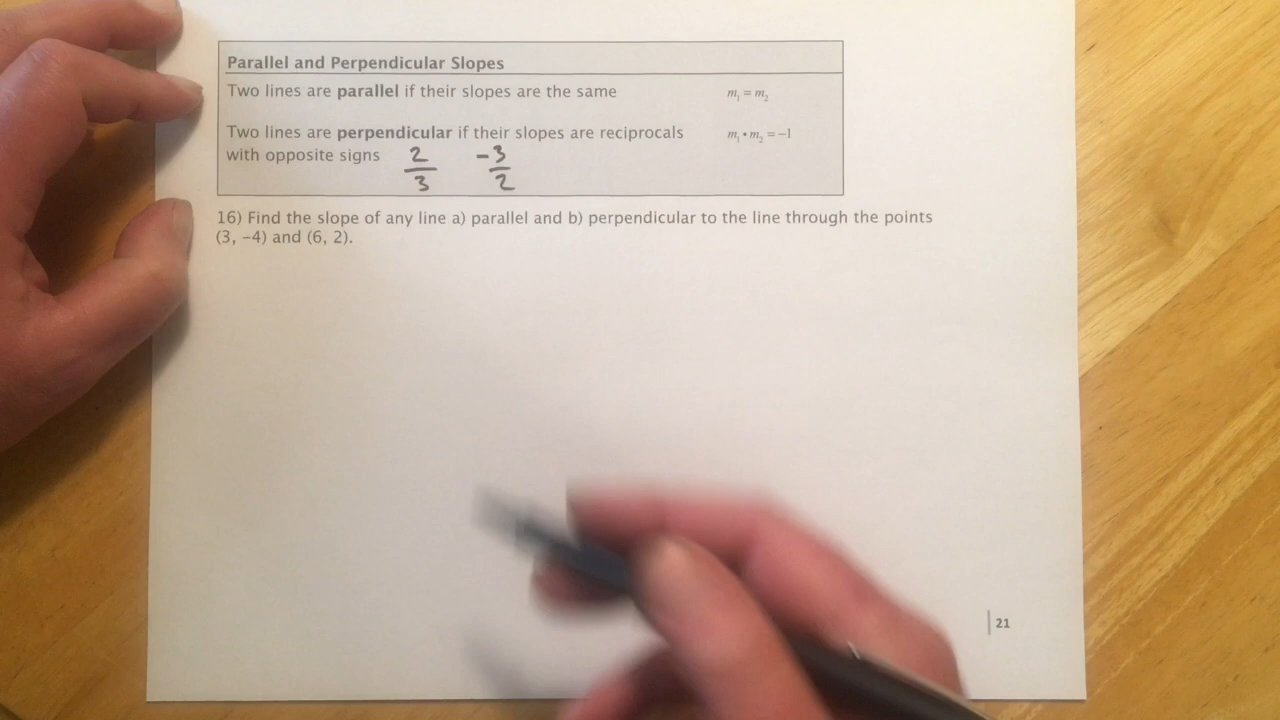 Parallel and Perpendicular Slopes
Two lines are parallel if their slopes are the same m₁ = m₂
Two lines are perpendicular if their slopes are reciprocals m₁ • m₂ = −1
with opposite signs 2/3 -3/2
16) Find the slope of any line a) parallel and b) perpendicular to the line through the points
(3, −4) and (6, 2).
21